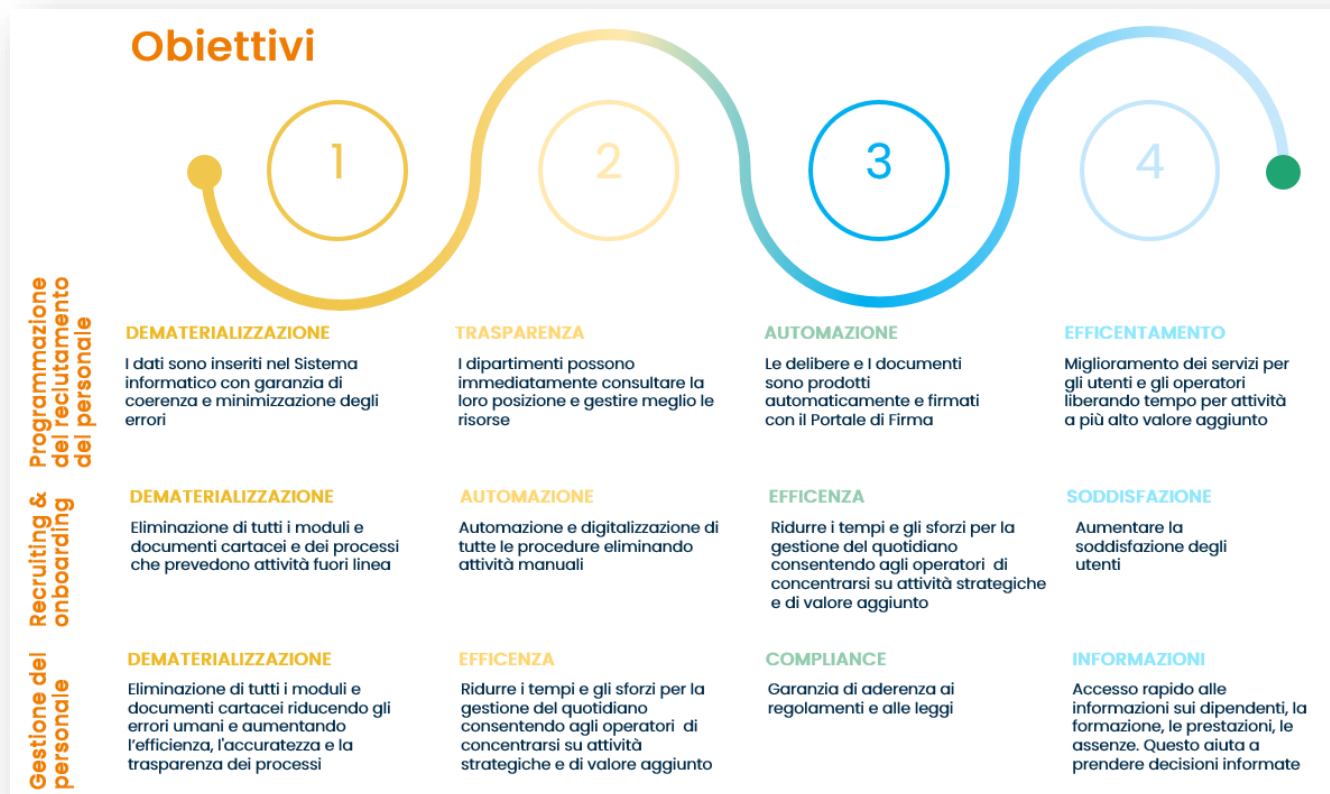 Obiettivi
1
2
3
4
Programmazione
del reclutamento
del personale
DEMATERIALIZZAZIONE
I dati sono inseriti nel Sistema
informatico con garanzia di
coerenza e minimizzazione degli
errori
TRASPARENZA
I dipartimenti possono
immediatamente consultare la
loro posizione e gestire meglio le
risorse
AUTOMAZIONE
Le delibere e I documenti
sono prodotti
automaticamente e firmati
con il Portale di Firma
EFFICENTAMENTO
Miglioramento dei servizi per
gli utenti e gli operatori
liberando tempo per attività
a più alto valore aggiunto
Recruiting &
onboarding
DEMATERIALIZZAZIONE
Eliminazione di tutti i moduli e
documenti cartacei e dei processi
che prevedono attività fuori linea
AUTOMAZIONE
Automazione e digitalizzazione di
tutte le procedure eliminando
attività manuali
EFFICENZA
Ridurre i tempi e gli sforzi per la
gestione del quotidiano
consentendo agli operatori di
concentrarsi su attività strategiche
e di valore aggiunto
SODDISFAZIONE
Aumentare la
soddisfazione degli
utenti
Gestione del
personale
DEMATERIALIZZAZIONE
Eliminazione di tutti i moduli e
documenti cartacei riducendo gli
errori umani e aumentando
l’efficienza, l'accuratezza e la
trasparenza dei processi
EFFICENZA
Ridurre i tempi e gli sforzi per la
gestione del quotidiano
consentendo agli operatori di
concentrarsi su attività
strategiche e di valore aggiunto
COMPLIANCE
Garanzia di aderenza ai
regolamenti e alle leggi
INFORMAZIONI
Accesso rapido alle
informazioni sui dipendenti, la
formazione, le prestazioni, le
assenze. Questo aiuta a
prendere decisioni informate